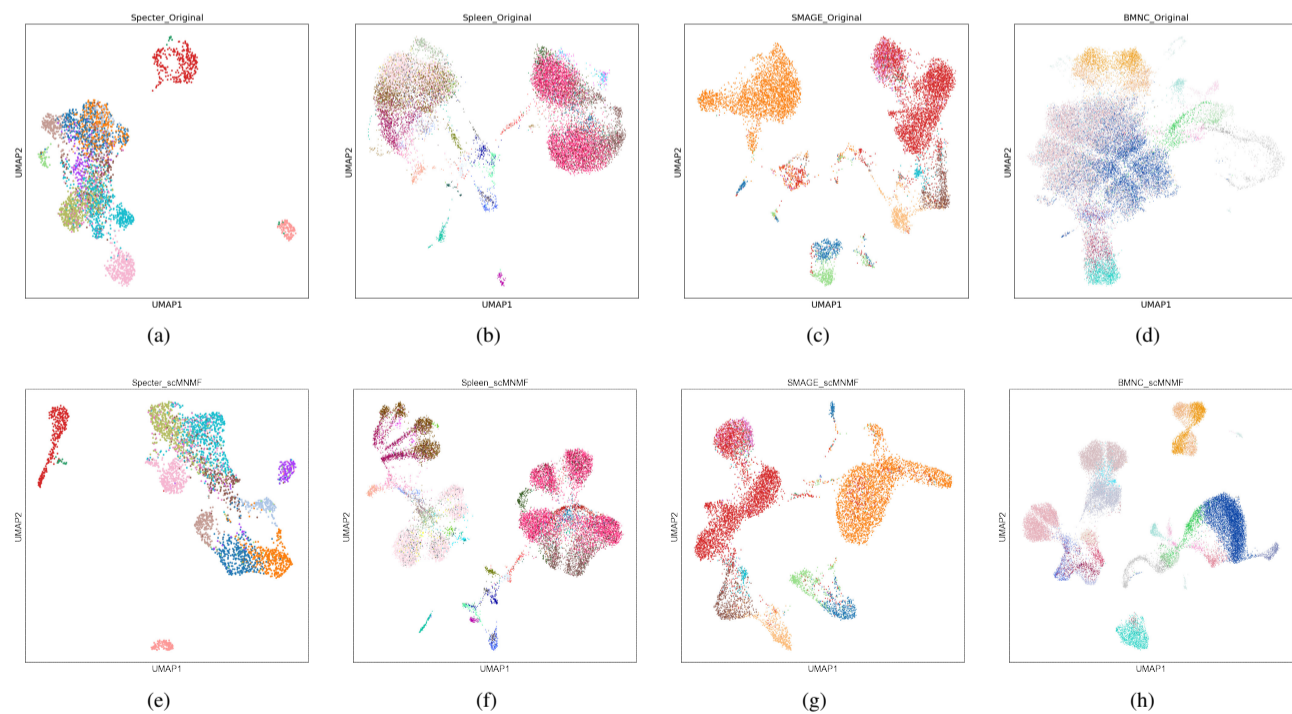 Specter_Original
Spleen_Original
SMAGE_Original
BMNC_Original
UMAP2
UMAP2
UMAP2
UMAP2
UMAP1
UMAP1
UMAP1
UMAP1
(a)
(b)
(c)
(d)
Specter_scMNMF
Spleen_scMNMF
SMAGE_scMNMF
BMNC_scMNMF
UMAP2
UMAP2
UMAP2
UMAP2
UMAP1
UMAP1
UMAP1
UMAP1
(e)
(f)
(g)
(h)